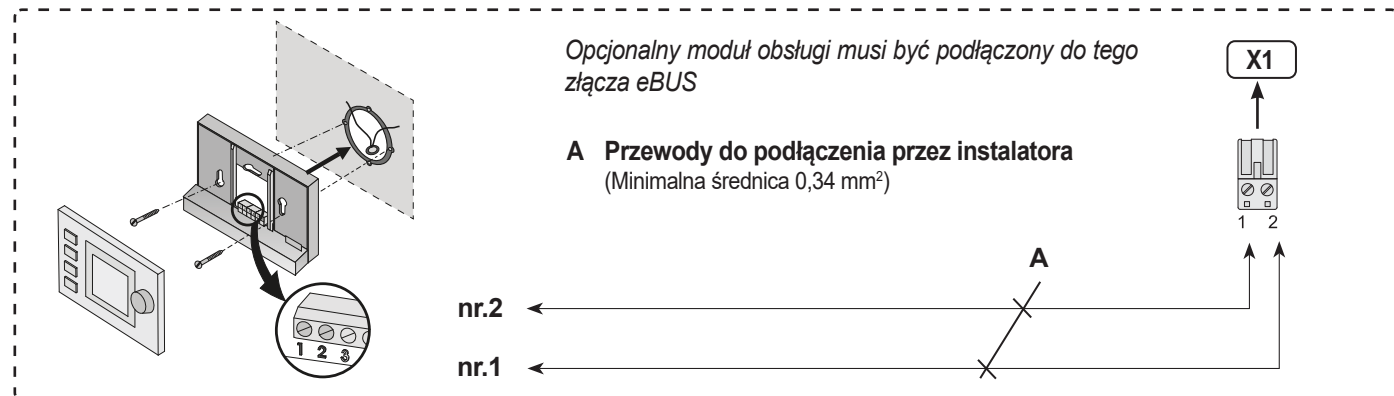 Opcjonalny moduł obsługi musi być podłączony do tego
złącza eBUS
X1
A Przewody do podłączenia przez instalatora
(Minimalna średnica 0,34 mm²)
1 2
A
nr.2
1 2 3
nr.1